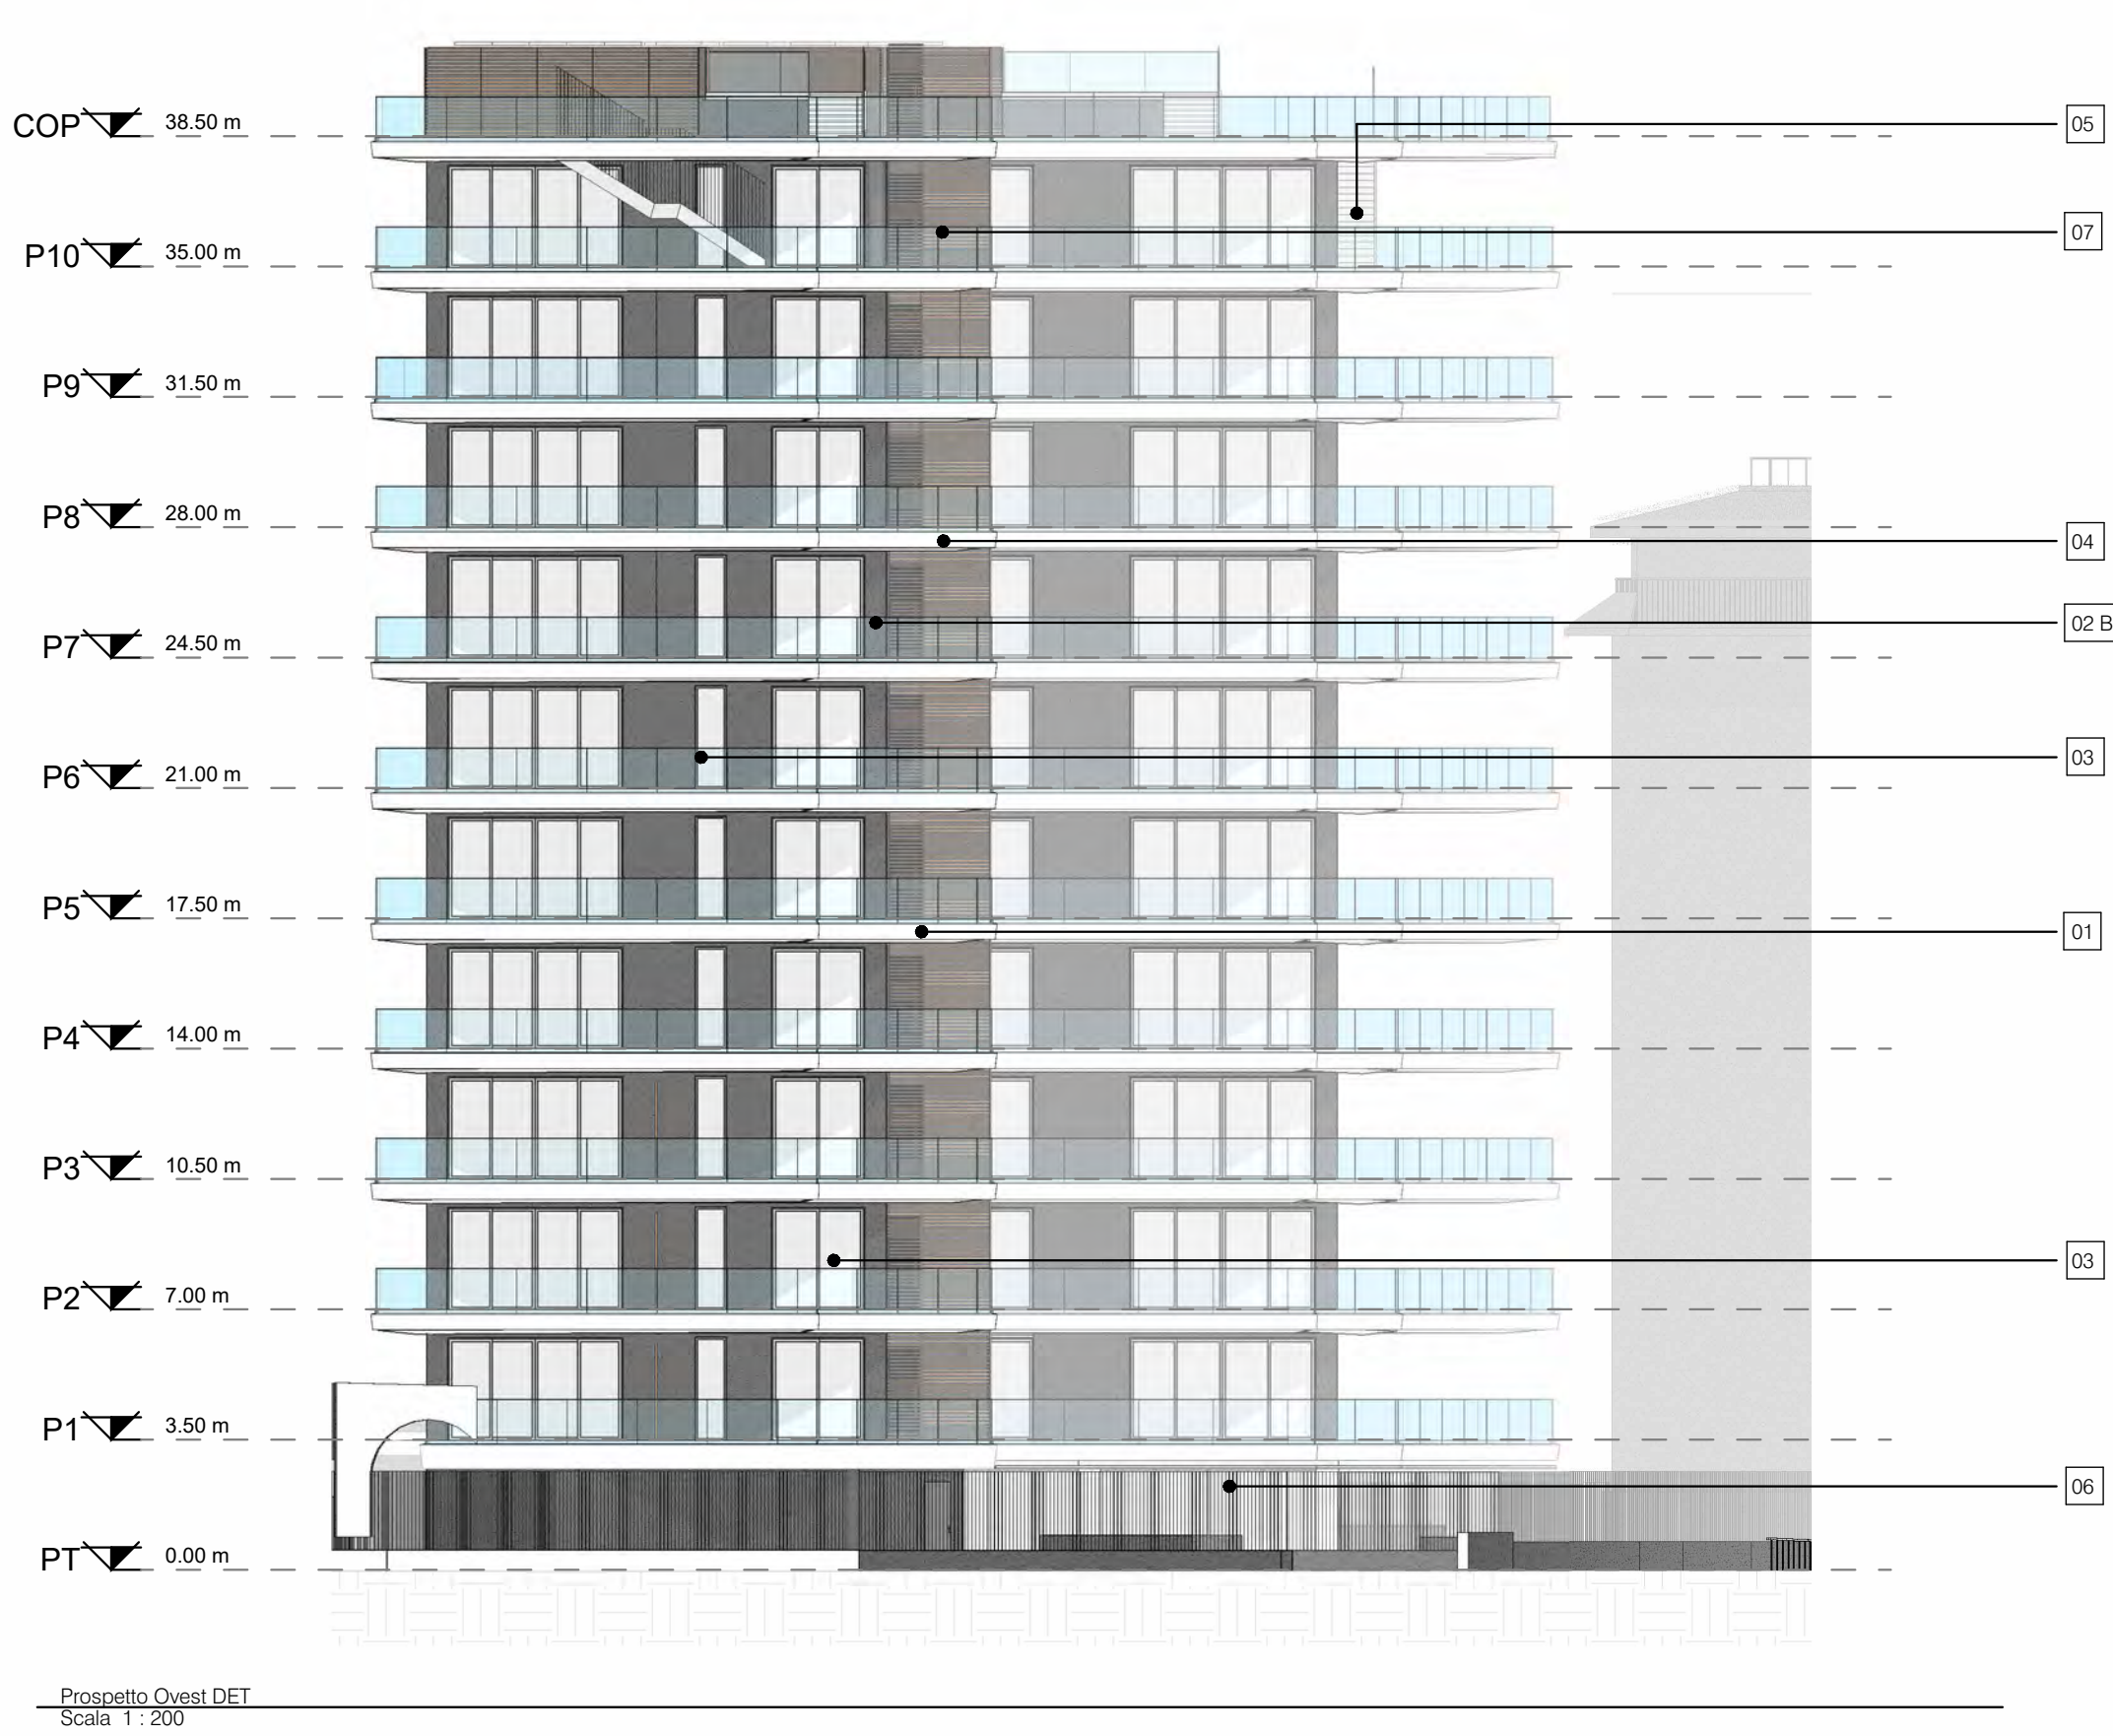 COP 38.50 m
05
P10 35.00 m
07
P9 31.50 m
P8 28.00 m
04
02 B
P7 24.50 m
03
P6 21.00 m
P5 17.50 m
01
P4 14.00 m
P3 10.50 m
03
P2 7.00 m
P1 3.50 m
06
PT 0.00 m
Prospetto Ovest DET
Scala 1 : 200